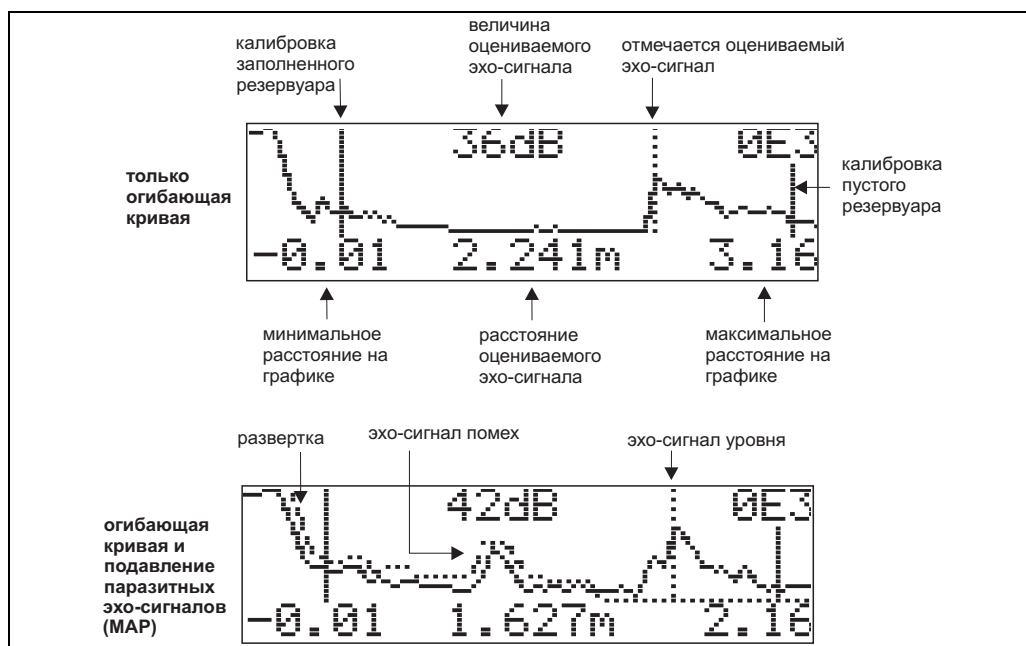 калибровка
заполненного
резервуара
величина
оцениваемого
эхо-сигнала
отмечается оцениваемый
эхо-сигнал
только
огибающая
кривая
36dB
0E3
калибровка
пустого
резервуара
-0.01
2.241m
3.16
минимальное
расстояние на
графике
расстояние
оцениваемого
эхо-сигнала
максимальное
расстояние на
графике
развертка
эхо-сигнал помех
эхо-сигнал уровня
огибающая
кривая и
подавление
паразитных
эхо-сигналов
(MAP)
42dB
0E3
-0.01
1.627m
2.16